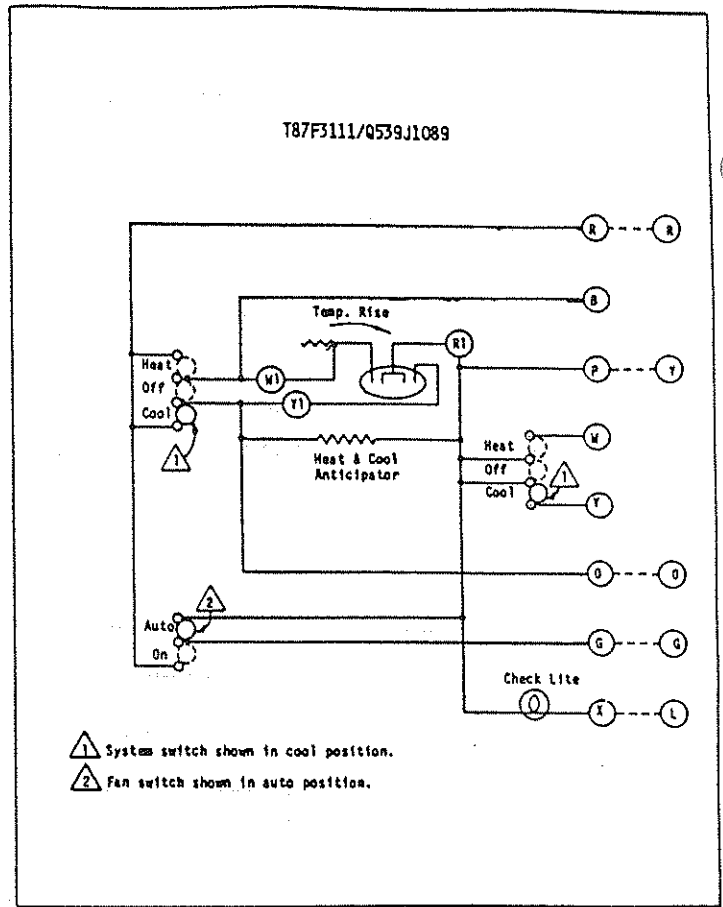 T87F3111/Q539J1089
R R
B
Temp. Rise
R1
Heat
W1
P Y
Off
Y1
Cool
W
Heat
1
Heat & Cool
Anticipator
Off
1
Cool
Y
O O
2
Auto
G G
On
Check Lite
X L
1 System switch shown in cool position.
2 Fan switch shown in auto position.